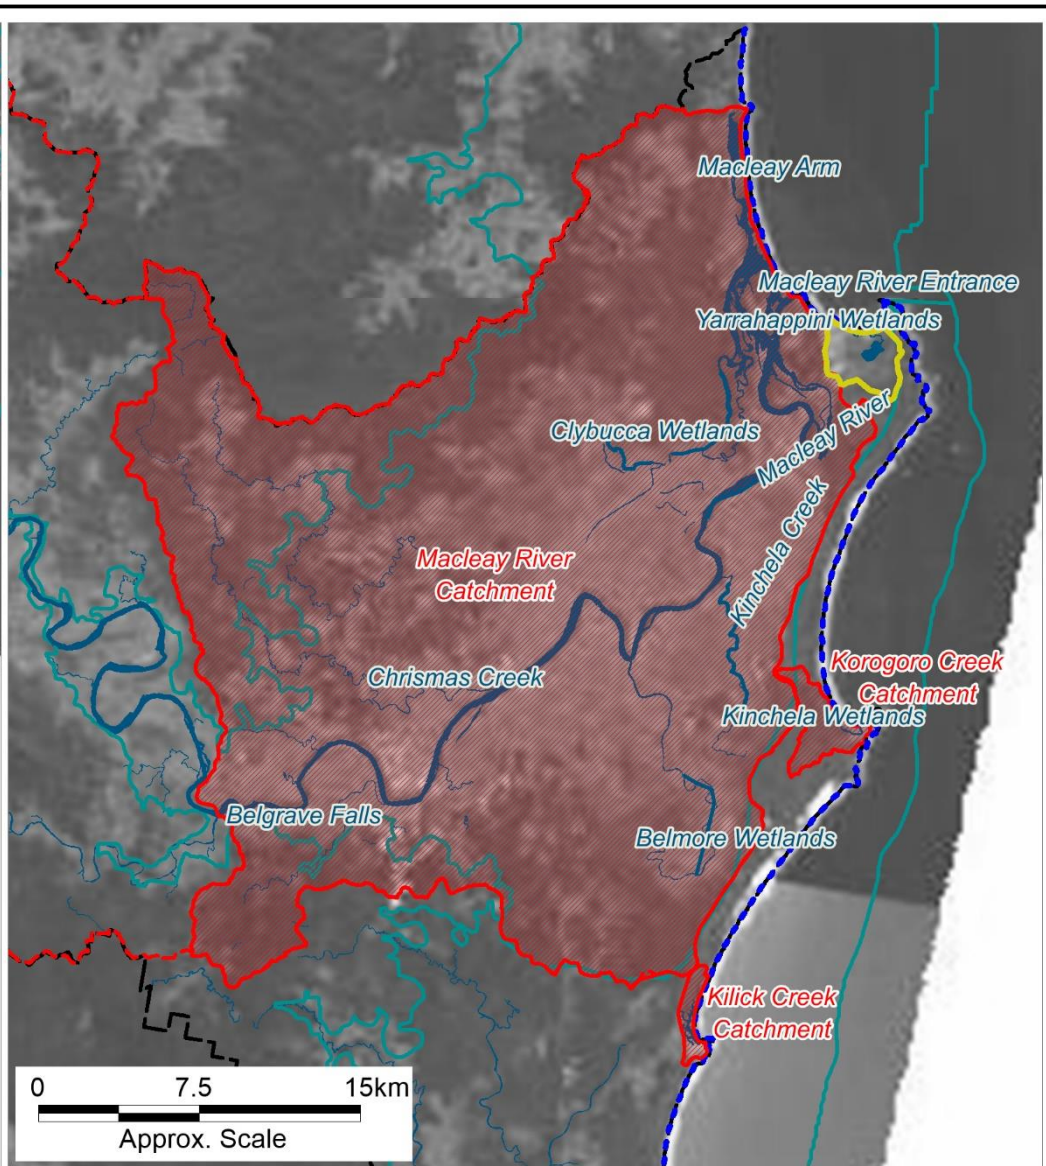 Macleay Arm
Macleay River Entrance
Yarrahappini Wetlands
Clybucca Wetlands
Macleay River
Kinchela Creek
Macleay River
Catchment
Korogoro Creek
Catchment
Chrismas Creek
Kinchela Wetlands
Belgrave Falls
Belmore Wetlands
Kilick Creek
Catchment
0 7.5 15km
Approx. Scale